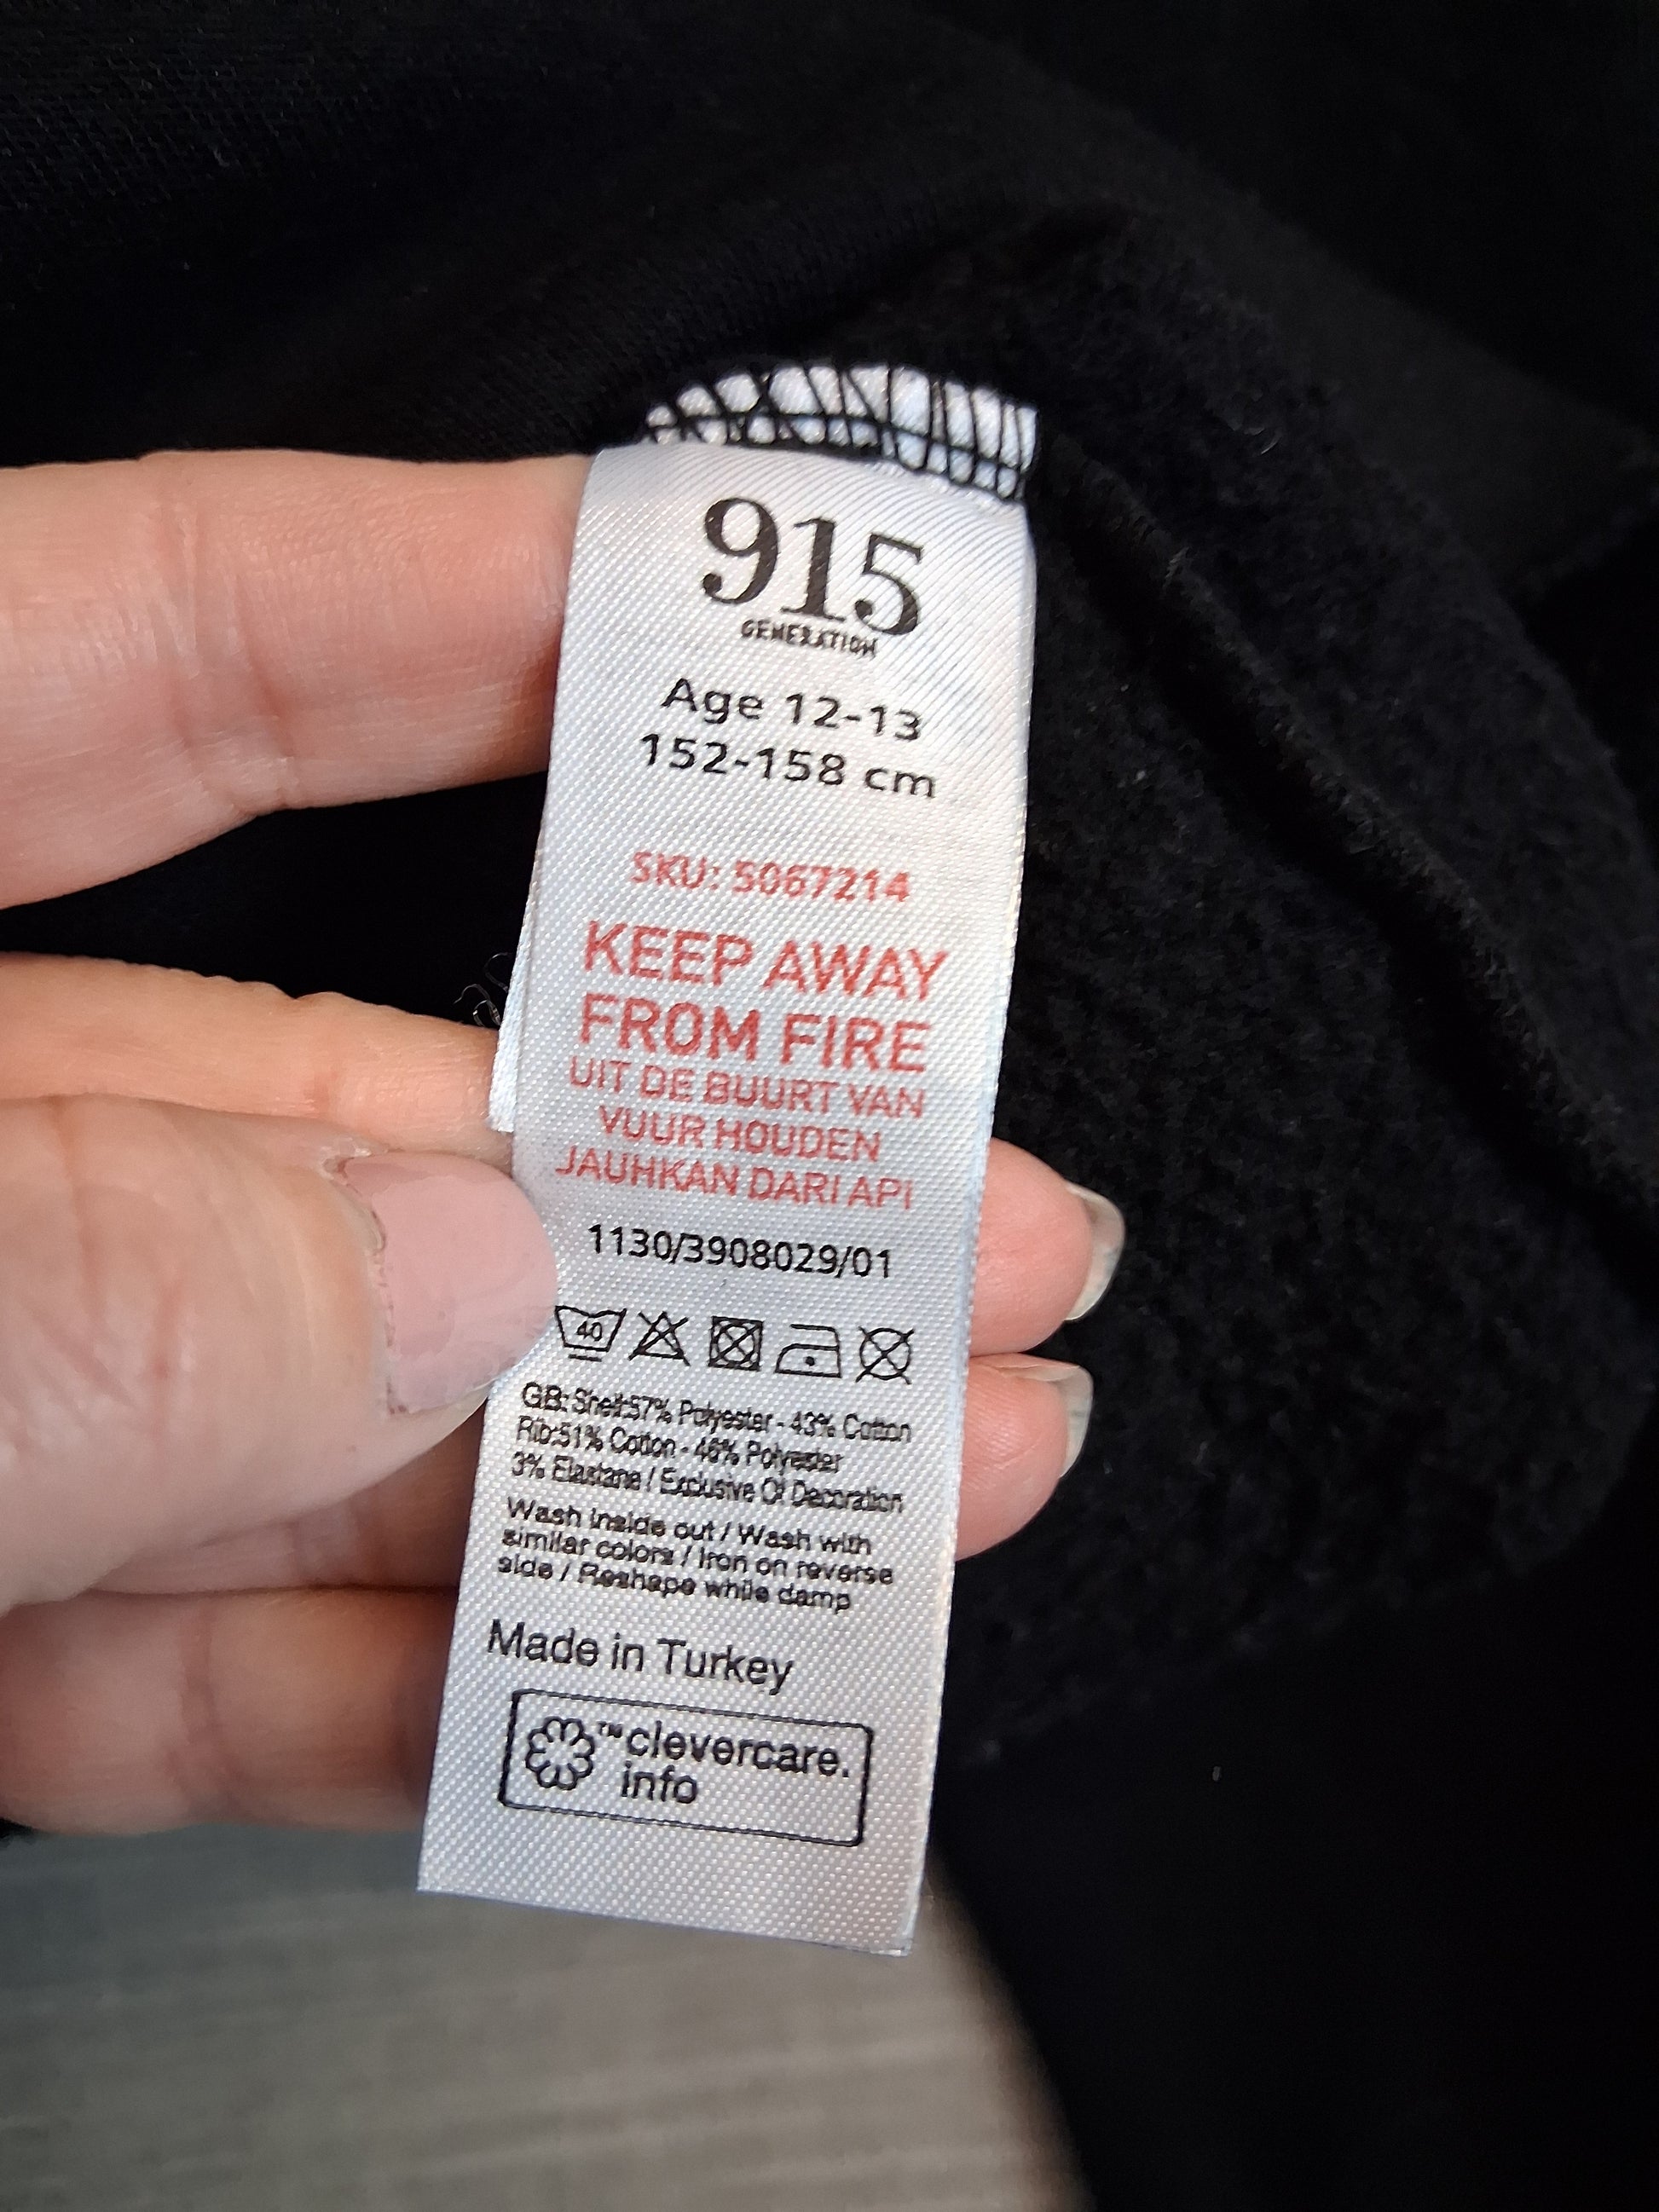 915
GENERATION
Age 12-13
152-158 cm
SKU: 5067214
KEEP AWAY
FROM FIRE
UIT DE BUURT VAN
VUUR HOUDEN
JAUHKAN DARI API
1130/3908029/01
40
GB: Shell:57% Polyester - 43% Cotton
Rib:51% Cotton - 46% Polyester
3% Elastane / Exclusive Of Decoration
Wash inside out / Wash with
similar colors / Iron on reverse
side / Reshape while damp
Made in Turkey
™clevercare.
info